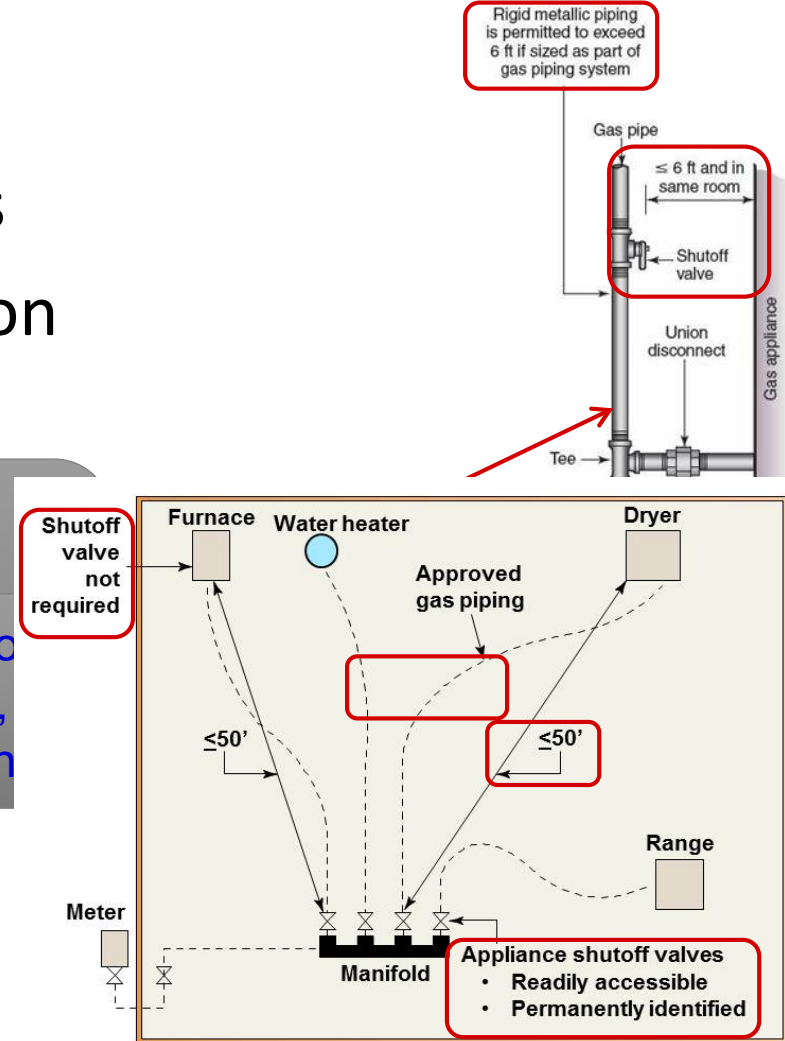 Rigid metallic piping
is permitted to exceed
6 ft if sized as part of
gas piping system
Gas pipe
≤ 6 ft and in
same room
Shutoff
valve
Union
disconnect
Gas appliance
Tee
on
Shutoff
valve
not
required
Furnace
Water heater
Dryer
Approved
gas piping
≤50’
≤50’
Range
Meter
Manifold
Appliance shutoff valves
• Readily accessible
• Permanently identified